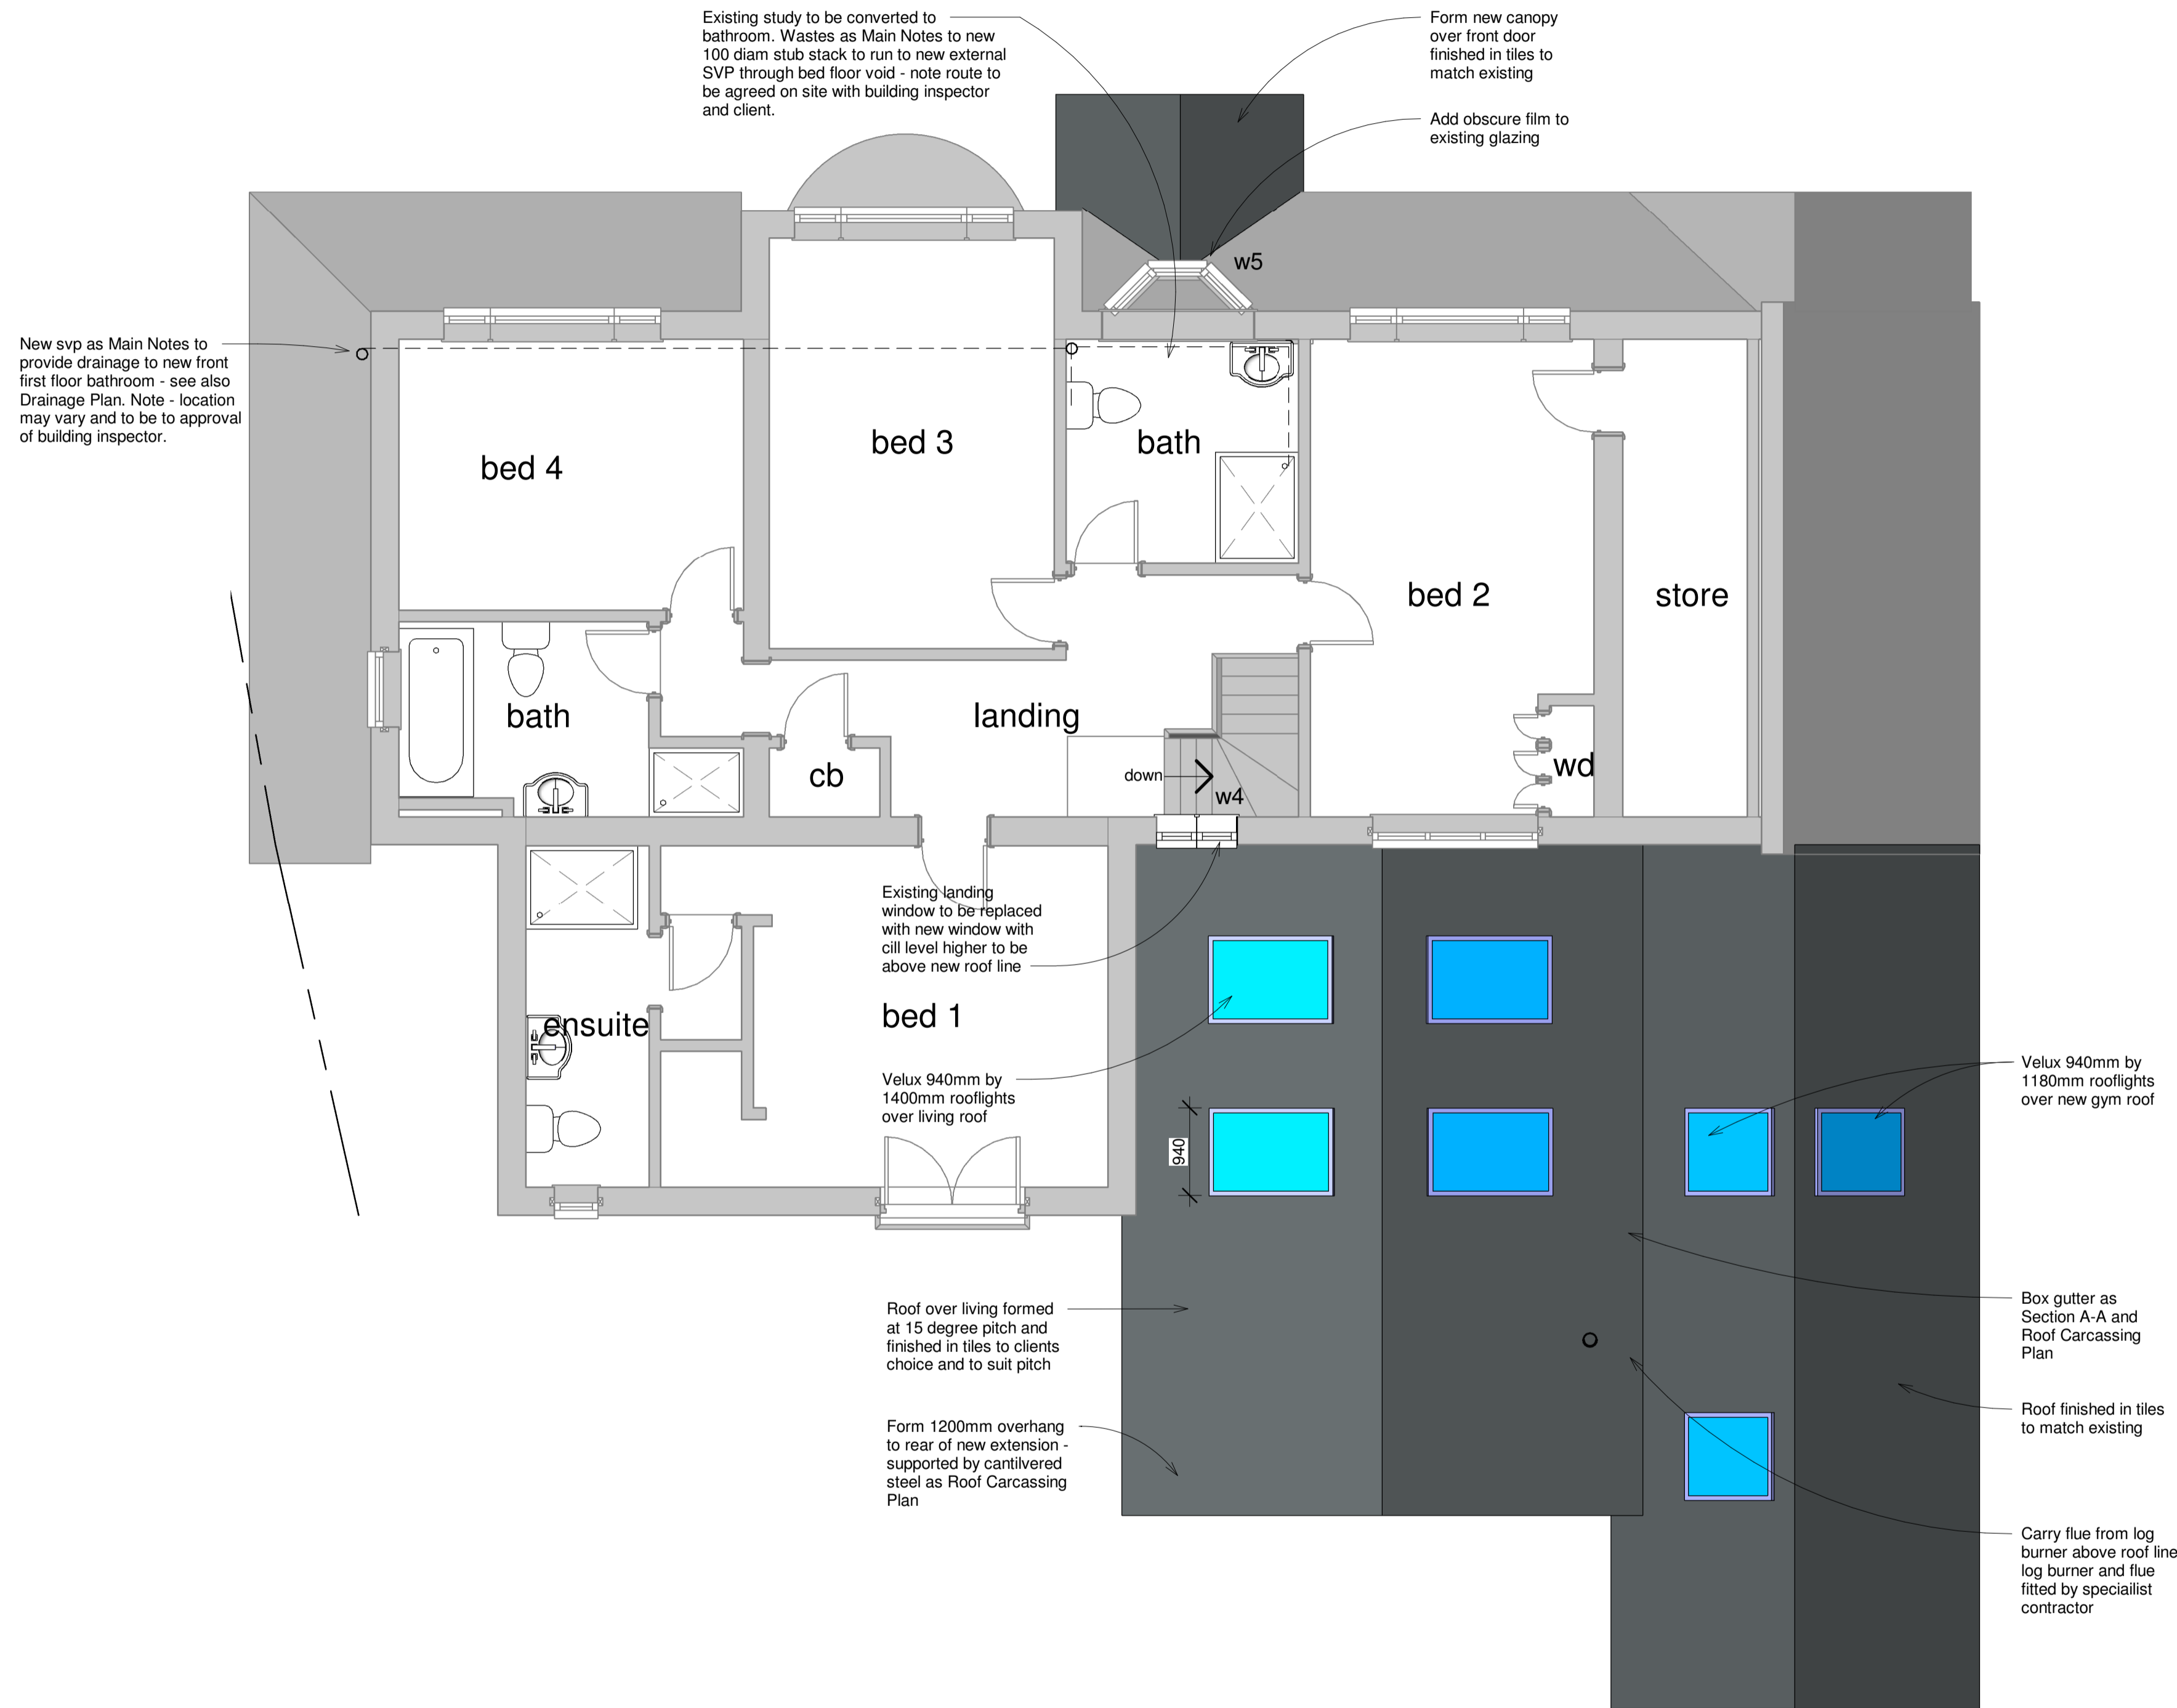 Existing study to be converted to
bathroom. Wastes as Main Notes to new
100 diam stub stack to run to new external
SVP through bed floor void - note route to
be agreed on site with building inspector
and client.
Form new canopy
over front door
finished in tiles to
match existing
Add obscure film to
existing glazing
w5
New svp as Main Notes to
provide drainage to new front
first floor bathroom - see also
Drainage Plan. Note - location
may vary and to be to approval
of building inspector.
bed 4
bed 3
bath
bed 2
store
bath
landing
cb
down
w4
wd
Existing landing
window to be replaced
with new window with
cill level higher to be
above new roof line
ensuite
bed 1
Velux 940mm by
1400mm rooflights
over living roof
940
Velux 940mm by
1180mm rooflights
over new gym roof
Roof over living formed
at 15 degree pitch and
finished in tiles to clients
choice and to suit pitch
Box gutter as
Section A-A and
Roof Carcassing
Plan
Form 1200mm overhang
to rear of new extension -
supported by cantilvered
steel as Roof Carcassing
Plan
Roof finished in tiles
to match existing
Carry flue from log
burner above roof line
log burner and flue
fitted by speciailist
contractor